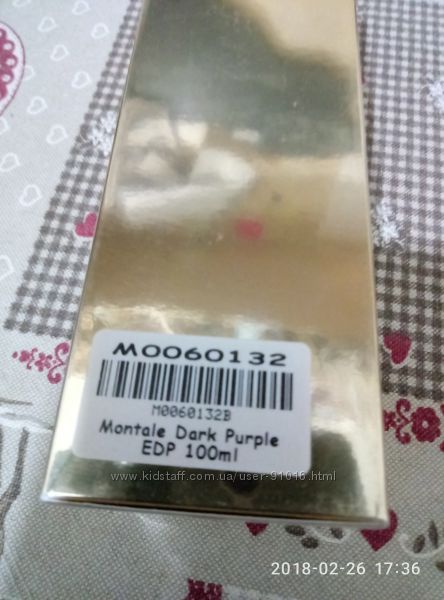 M0060132
M0060132B
Montale Dark Purple
EDP 100ml
www.kidstaff.com.ua/user-91016.html
2018-02-26 17:36